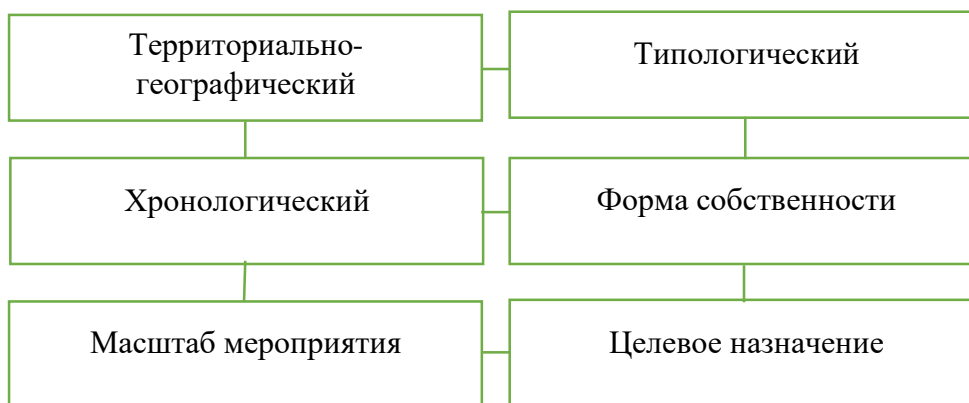 Территориально-
географический
Типологический
Хронологический
Форма собственности
Масштаб мероприятия
Целевое назначение